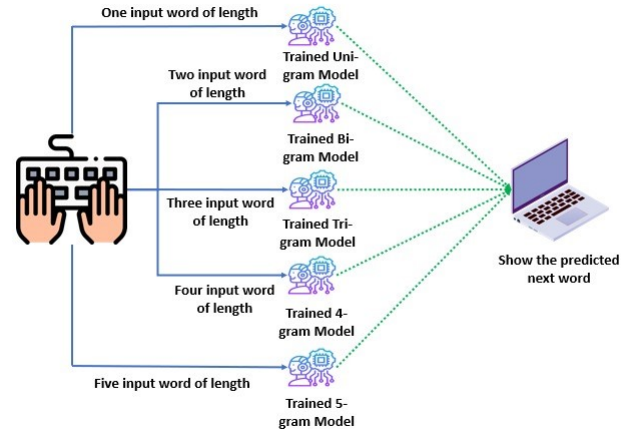 One input word of length
Trained Uni-
gram Model
Two input word
of length
Trained Bi-
gram Model
Three input word
of length
Trained Tri-
gram Model
Four input word
of length
Trained 4-
gram Model
Five input word of length
Trained 5-
gram Model
Show the predicted
next word